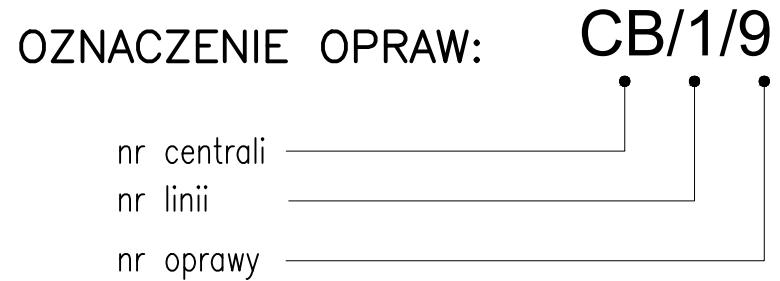 OZNACZENIE OPRAW: CB/1/9
nr centrali
nr linii
nr oprawy